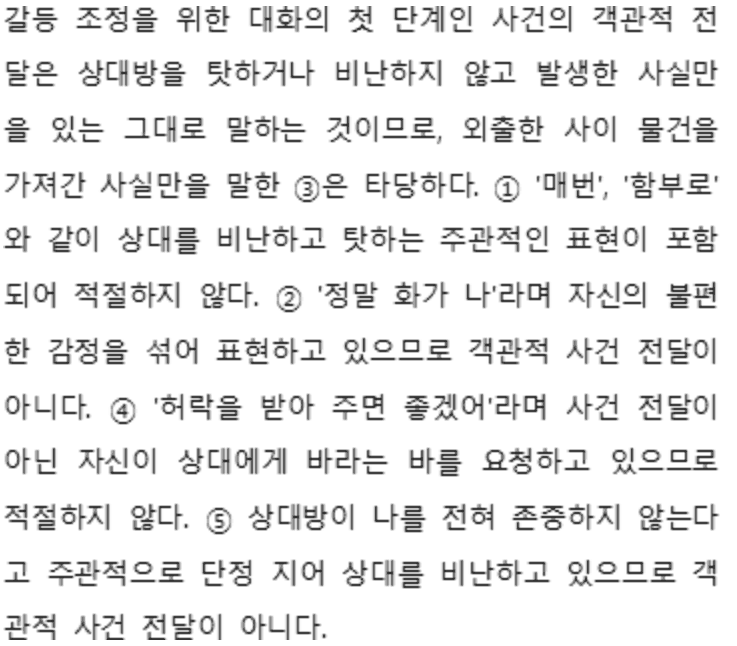 갈등 조정을 위한 대화의 첫 단계인 사건의 객관적 전
달은 상대방을 탓하거나 비난하지 않고 발생한 사실만
을 있는 그대로 말하는 것이므로, 외출한 사이 물건을
가져간 사실만을 말한 ③은 타당하다. ① '매번', '함부로'
와 같이 상대를 비난하고 탓하는 주관적인 표현이 포함
되어 적절하지 않다. ② '정말 화가 나'라며 자신의 불편
한 감정을 섞어 표현하고 있으므로 객관적 사건 전달이
아니다. ④ '허락을 받아 주면 좋겠어'라며 사건 전달이
아닌 자신이 상대에게 바라는 바를 요청하고 있으므로
적절하지 않다. ⑤ 상대방이 나를 전혀 존중하지 않는다
고 주관적으로 단정 지어 상대를 비난하고 있으므로 객
관적 사건 전달이 아니다.